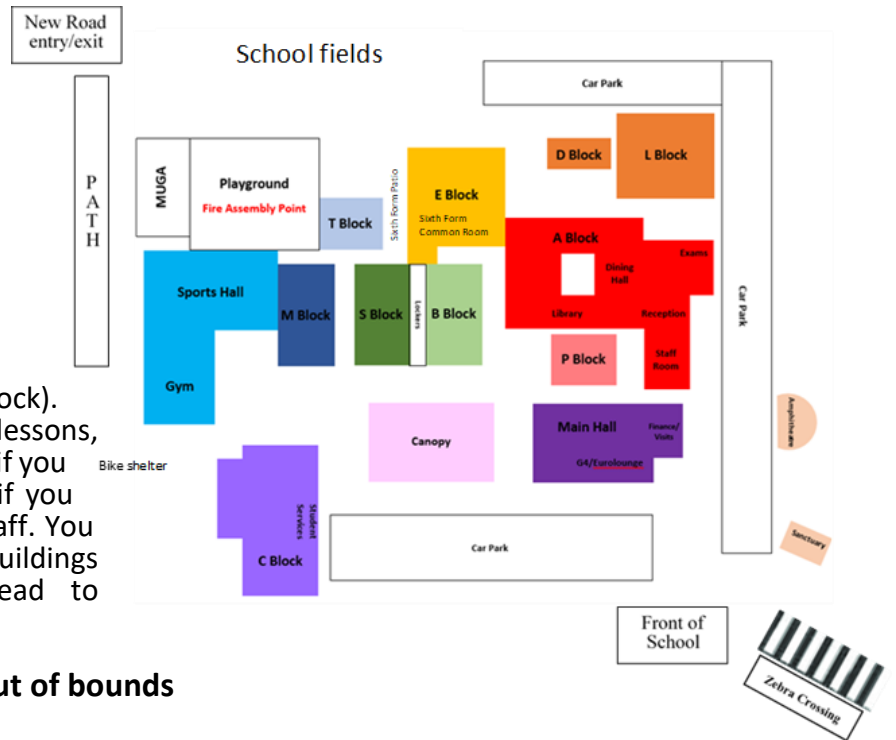 New Road
entry/exit
School fields
Car Park
PATH
MUGA
Playground
Fire Assembly Point
T Block
Sixth Form Patio
E Block
Sixth Form
Common Room
D Block
L Block
A Block
Exams
Dining
Hall
Library
Reception
Staff
Room
Car Park
Sports Hall
M Block
S Block
Lockers
B Block
P Block
Gym
ock).
lessons,
if you
if you
aff. You
uildings
ead to
Bike shelter
Canopy
Main Hall
Finance/
Visits
G4/Eurolounge
Amphitheatre
Student
Services
C Block
Car Park
Sanctuary
Front of
School
Zebra Crossing
ut of bounds